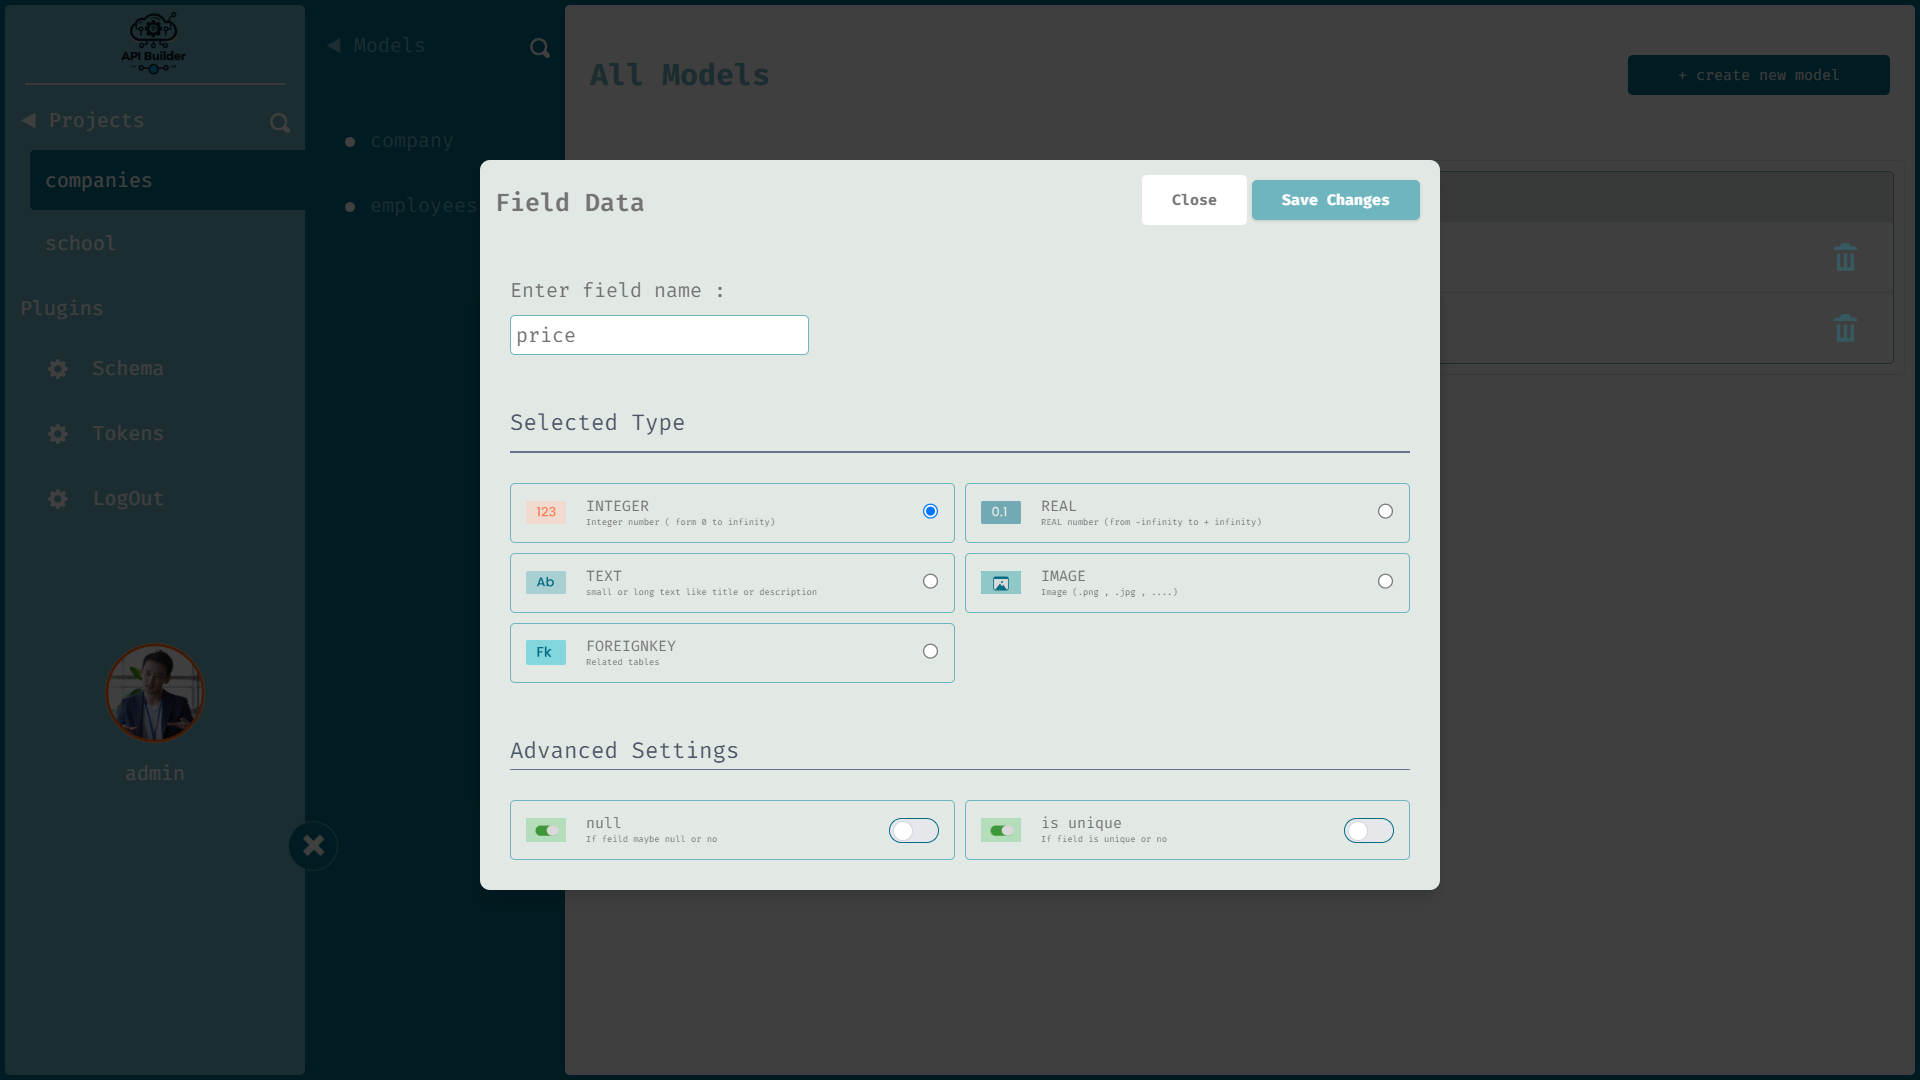 API Builder
Projects
companies
school
Plugins
Schema
Tokens
LogOut
admin
Models
company
employees
All Models
+ create new model
Field Data
Close
Save Changes
Enter field name :
price
Selected Type
123
INTEGER
Integer number ( form 0 to infinity)
0.1
REAL
REAL number (from -infinity to + infinity)
Ab
TEXT
small or long text like title or description
IMAGE
Image (.png , .jpg , ....)
Fk
FOREIGNKEY
Related tables
Advanced Settings
null
If feild maybe null or no
is unique
If field is unique or no